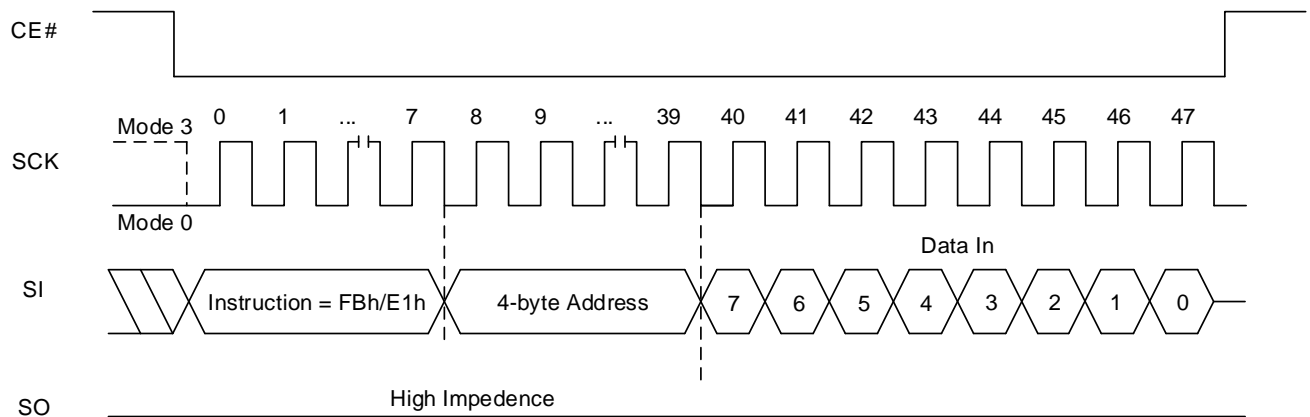 CE#
Mode 3 0 1 ... 7 8 9 ... 39 40 41 42 43 44 45 46 47
SCK
Mode 0
Data In
SI Instruction = FBh/E1h 4-byte Address 7 6 5 4 3 2 1 0
High Impedence
SO